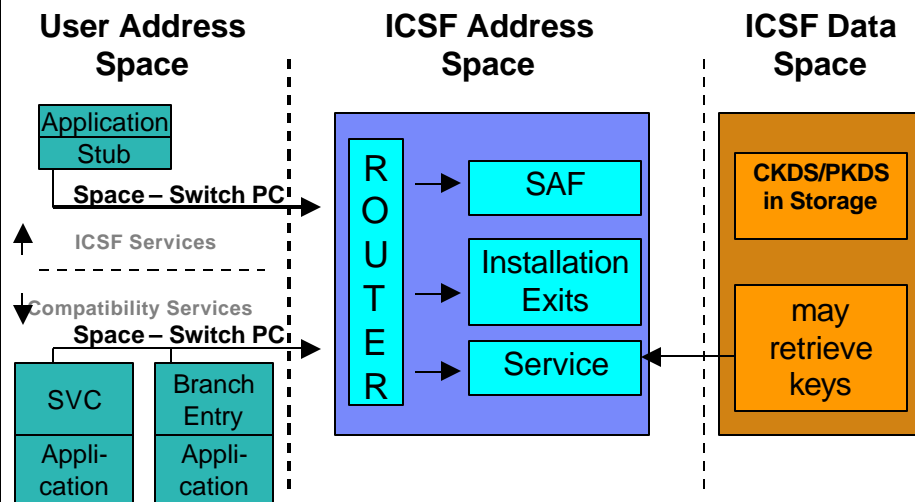 User Address
Space
ICSF Address
Space
ICSF Data
Space
Application
Stub
Space – Switch PC
ICSF Services
Compatibility Services
Space – Switch PC
SVC
Appli-
cation
Branch
Entry
Appli-
cation
R
O
U
T
E
R
SAF
Installation
Exits
Service
CKDS/PKDS
in Storage
may
retrieve
keys